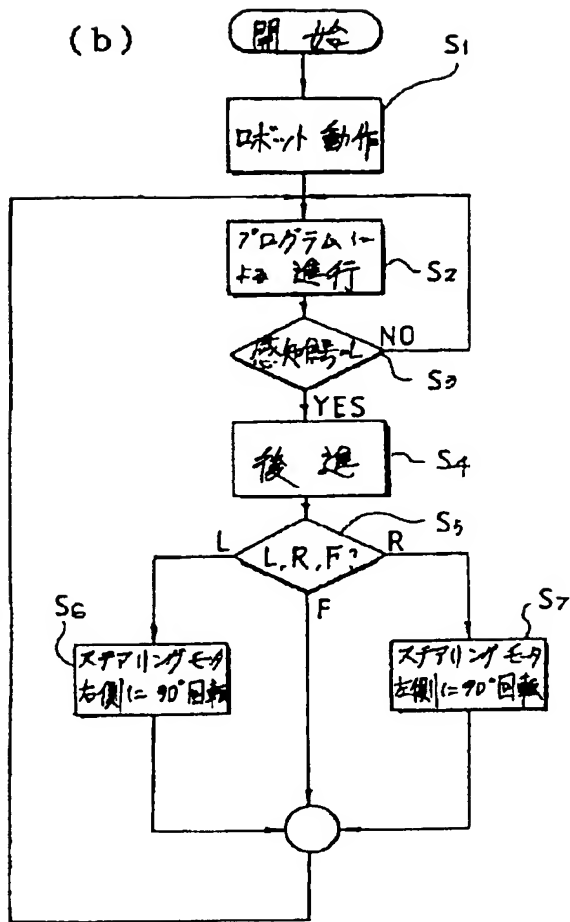 (b)
開始
S1
ロボット動作
プログラムに
よる 進行
S2
感知信号=L
NO
S3
YES
後退
S4
S5
L
L,R,F?
R
F
S6
ステアリングモータ
右側に90°回転
S7
ステアリングモータ
左側に90°回転